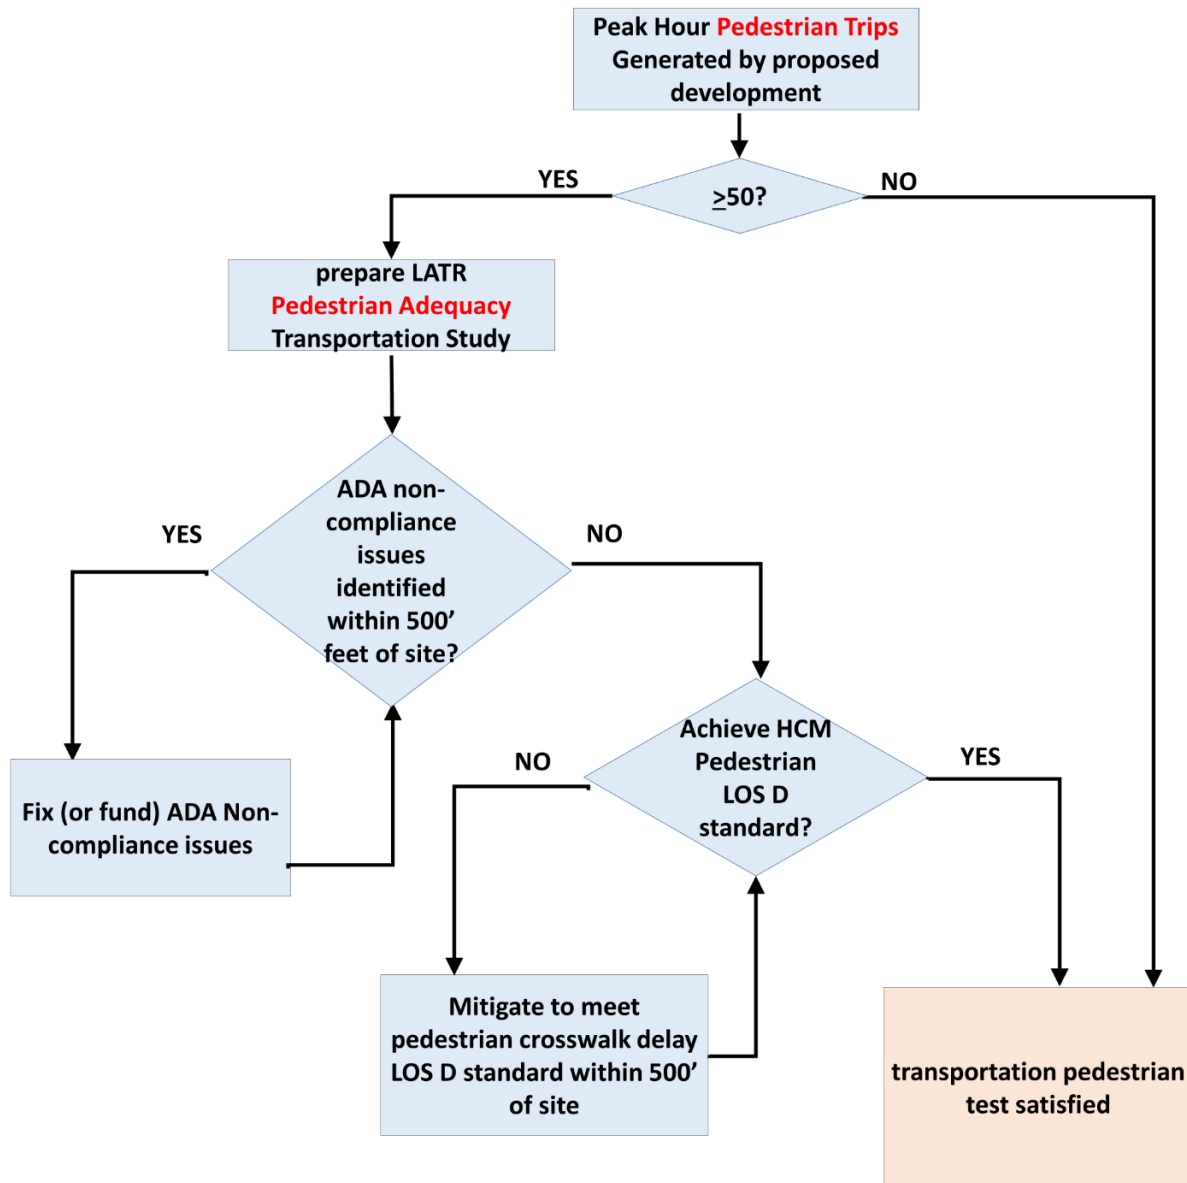 Peak Hour Pedestrian Trips
Generated by proposed
development
YES
NO
≥50?
prepare LATR
Pedestrian Adequacy
Transportation Study
ADA non-
compliance
issues
identified
within 500’
feet of site?
YES
NO
Achieve HCM
Pedestrian
LOS D
standard?
NO
YES
Fix (or fund) ADA Non-
compliance issues
Mitigate to meet
pedestrian crosswalk delay
LOS D standard within 500’
of site
transportation pedestrian
test satisfied